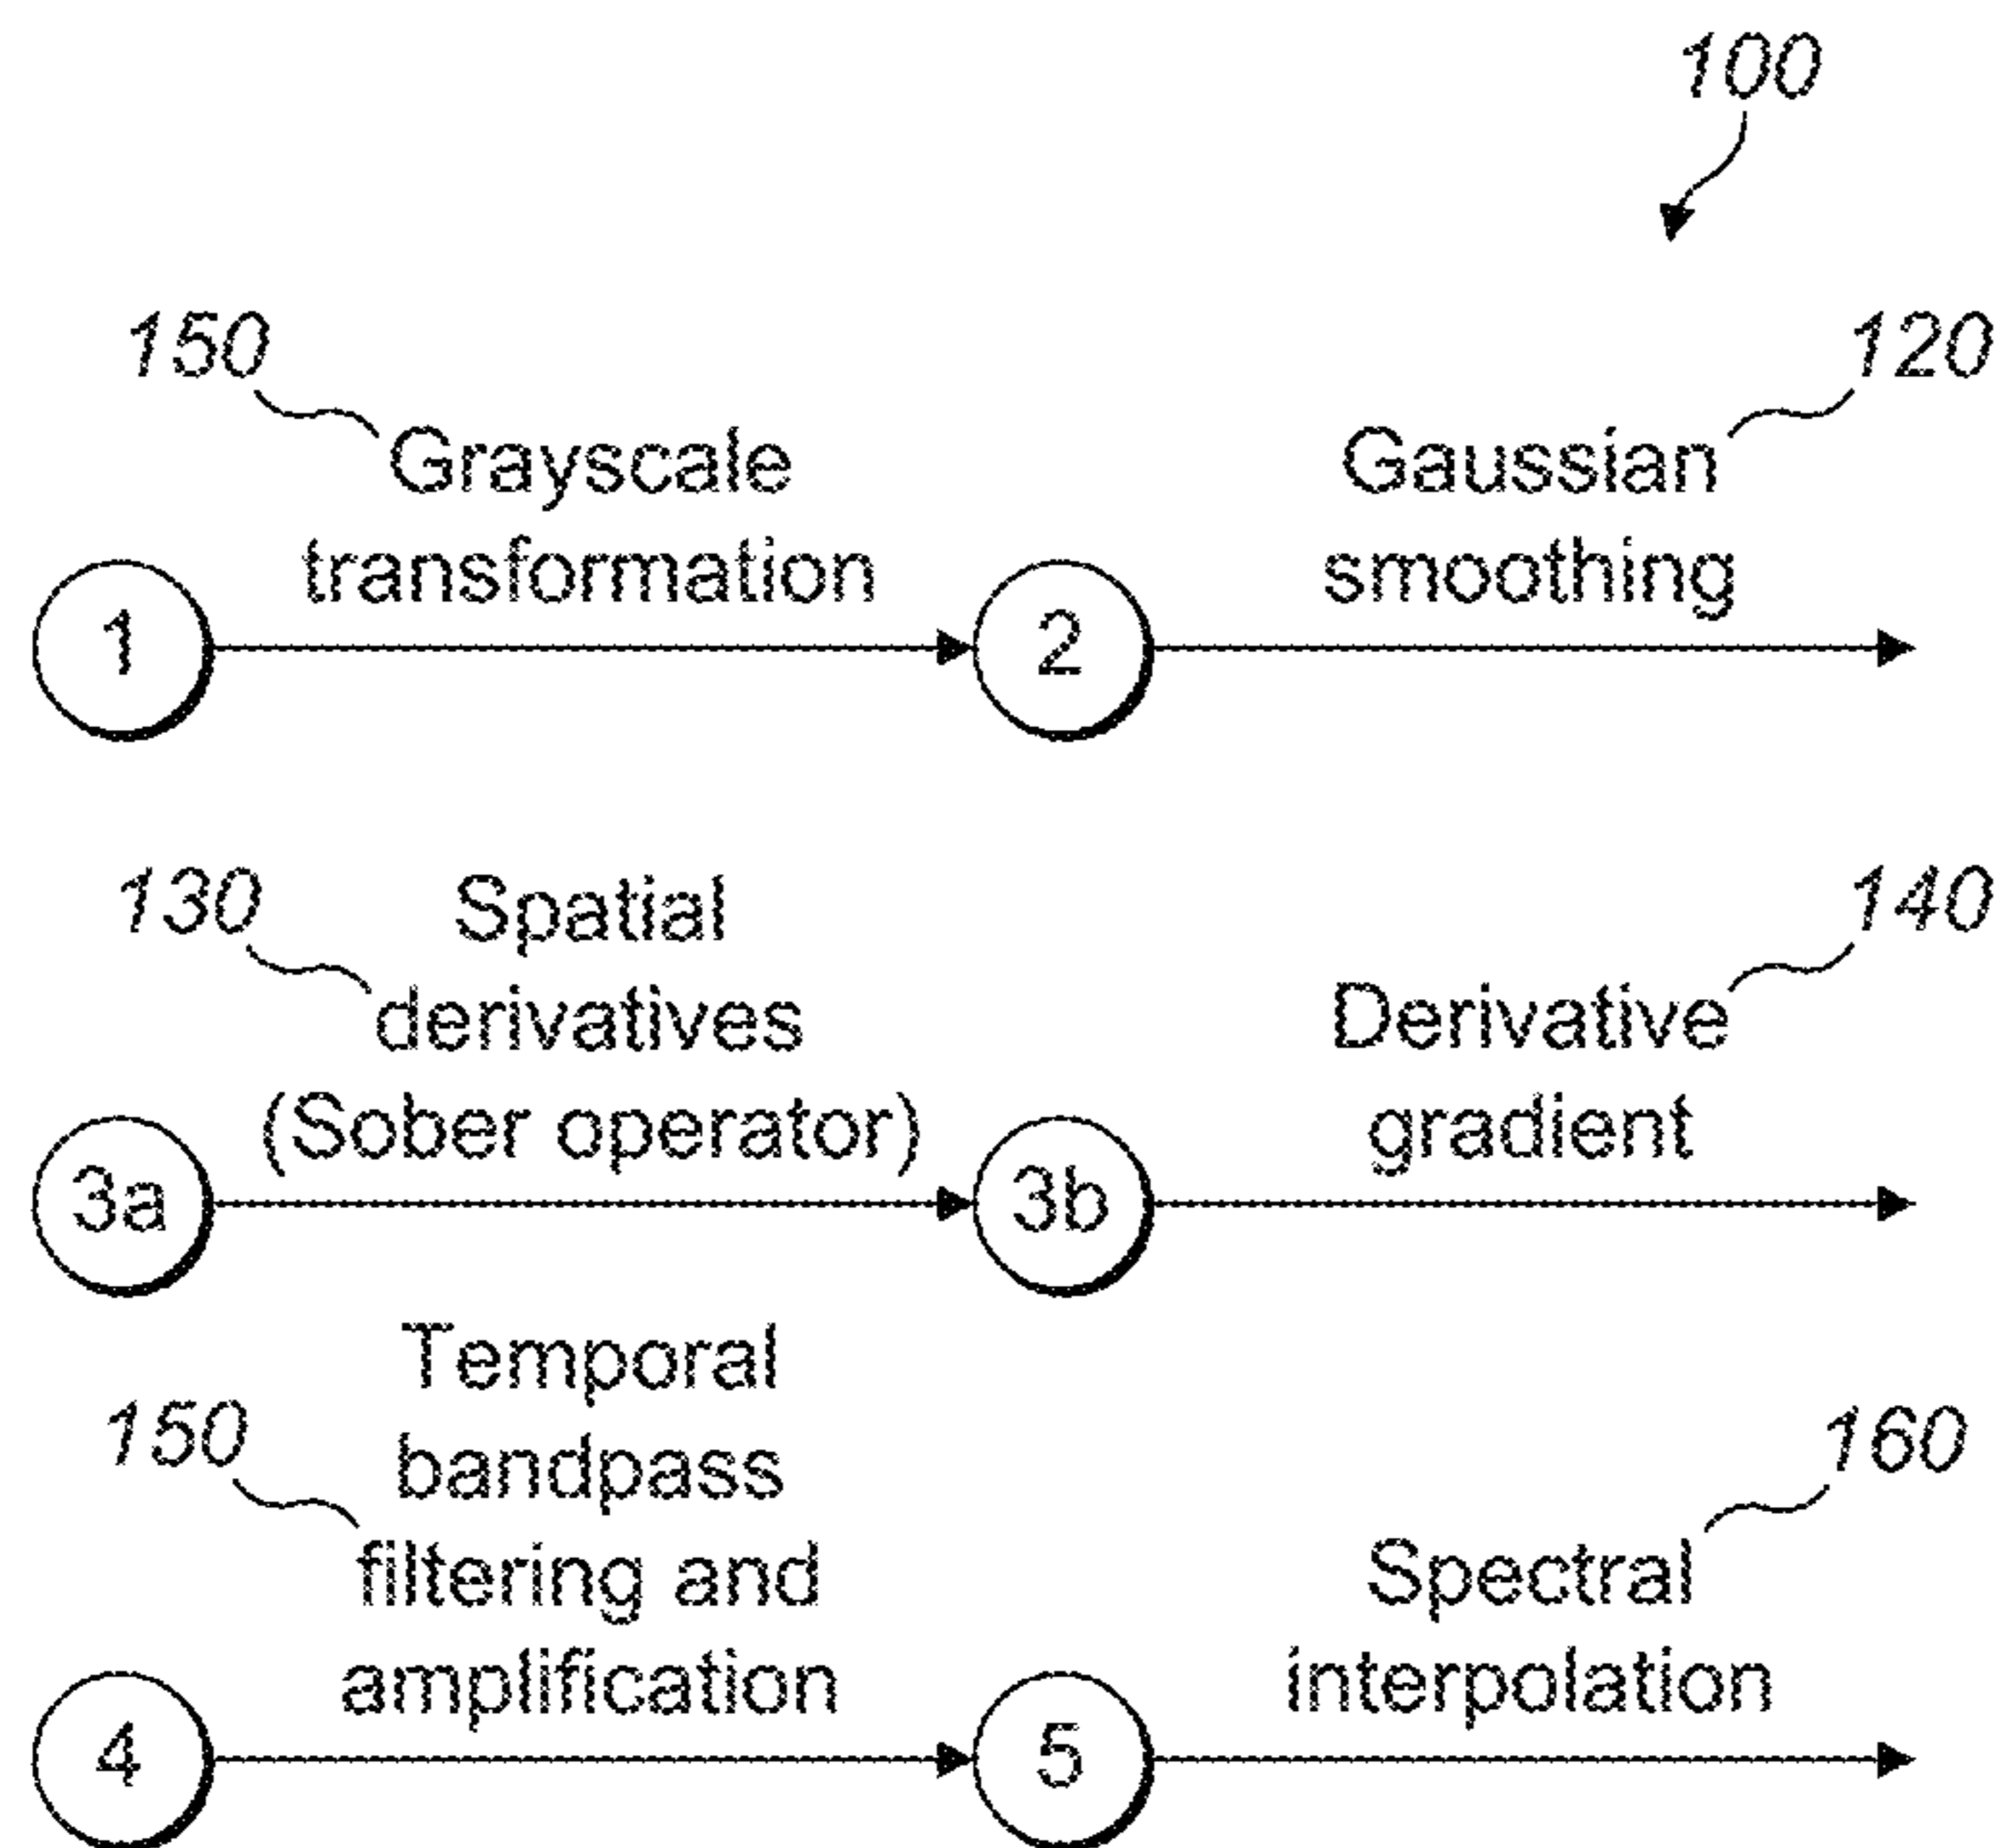 100
150
120
Grayscale
transformation
Gaussian
smoothing
1
2
130
140
Spatial
derivatives
(Sober operator)
Derivative
gradient
3a
3b
Temporal
bandpass
filtering and
amplification
150
160
Spectral
interpolation
4
5